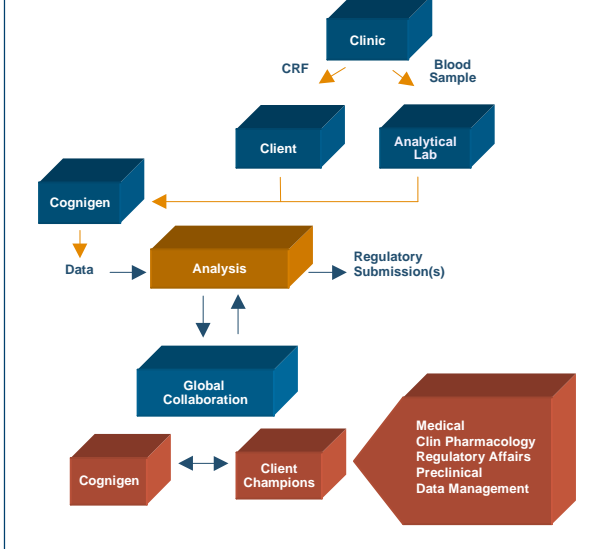 Clinic
CRF
Blood
Sample
Client
Analytical
Lab
Cognigen
Data
Analysis
Regulatory
Submission(s)
Global
Collaboration
Cognigen
Client
Champions
Medical
Clin Pharmacology
Regulatory Affairs
Preclinical
Data Management